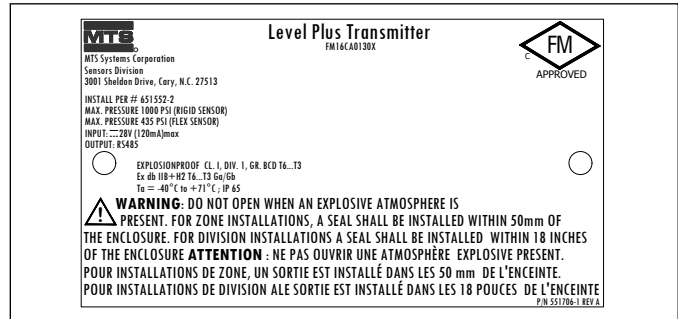 MTS
Level Plus Transmitter
FM16CA0130X
FM
C
APPROVED
MTS Systems Corporation
Sensors Division
3001 Sheldon Drive, Cary, N.C. 27513
INSTALL PER # 651552-2
MAX. PRESSURE 1000 PSI (RIGID SENSOR)
MAX. PRESSURE 435 PSI (FLEX SENSOR)
INPUT: ⎓28V (120mA)max
OUTPUT: RS485
EXPLOSIONPROOF CL. I, DIV. 1, GR. BCD T6...T3
Ex db IIB+H2 T6...T3 Ga/Gb
Ta = -40°C to +71°C ; IP 65
WARNING: DO NOT OPEN WHEN AN EXPLOSIVE ATMOSPHERE IS
PRESENT. FOR ZONE INSTALLATIONS, A SEAL SHALL BE INSTALLED WITHIN 50mm OF
THE ENCLOSURE. FOR DIVISION INSTALLATIONS A SEAL SHALL BE INSTALLED WITHIN 18 INCHES
OF THE ENCLOSURE ATTENTION : NE PAS OUVRIR UNE ATMOSPHÈRE EXPLOSIVE PRESENT.
POUR INSTALLATIONS DE ZONE, UN SORTIE EST INSTALLÉ DANS LES 50 mm DE L'ENCEINTE.
POUR INSTALLATIONS DE DIVISION ALE SORTIE EST INSTALLÉ DANS LES 18 POUCES DE L'ENCEINTE
P/N 551706-1 REV A